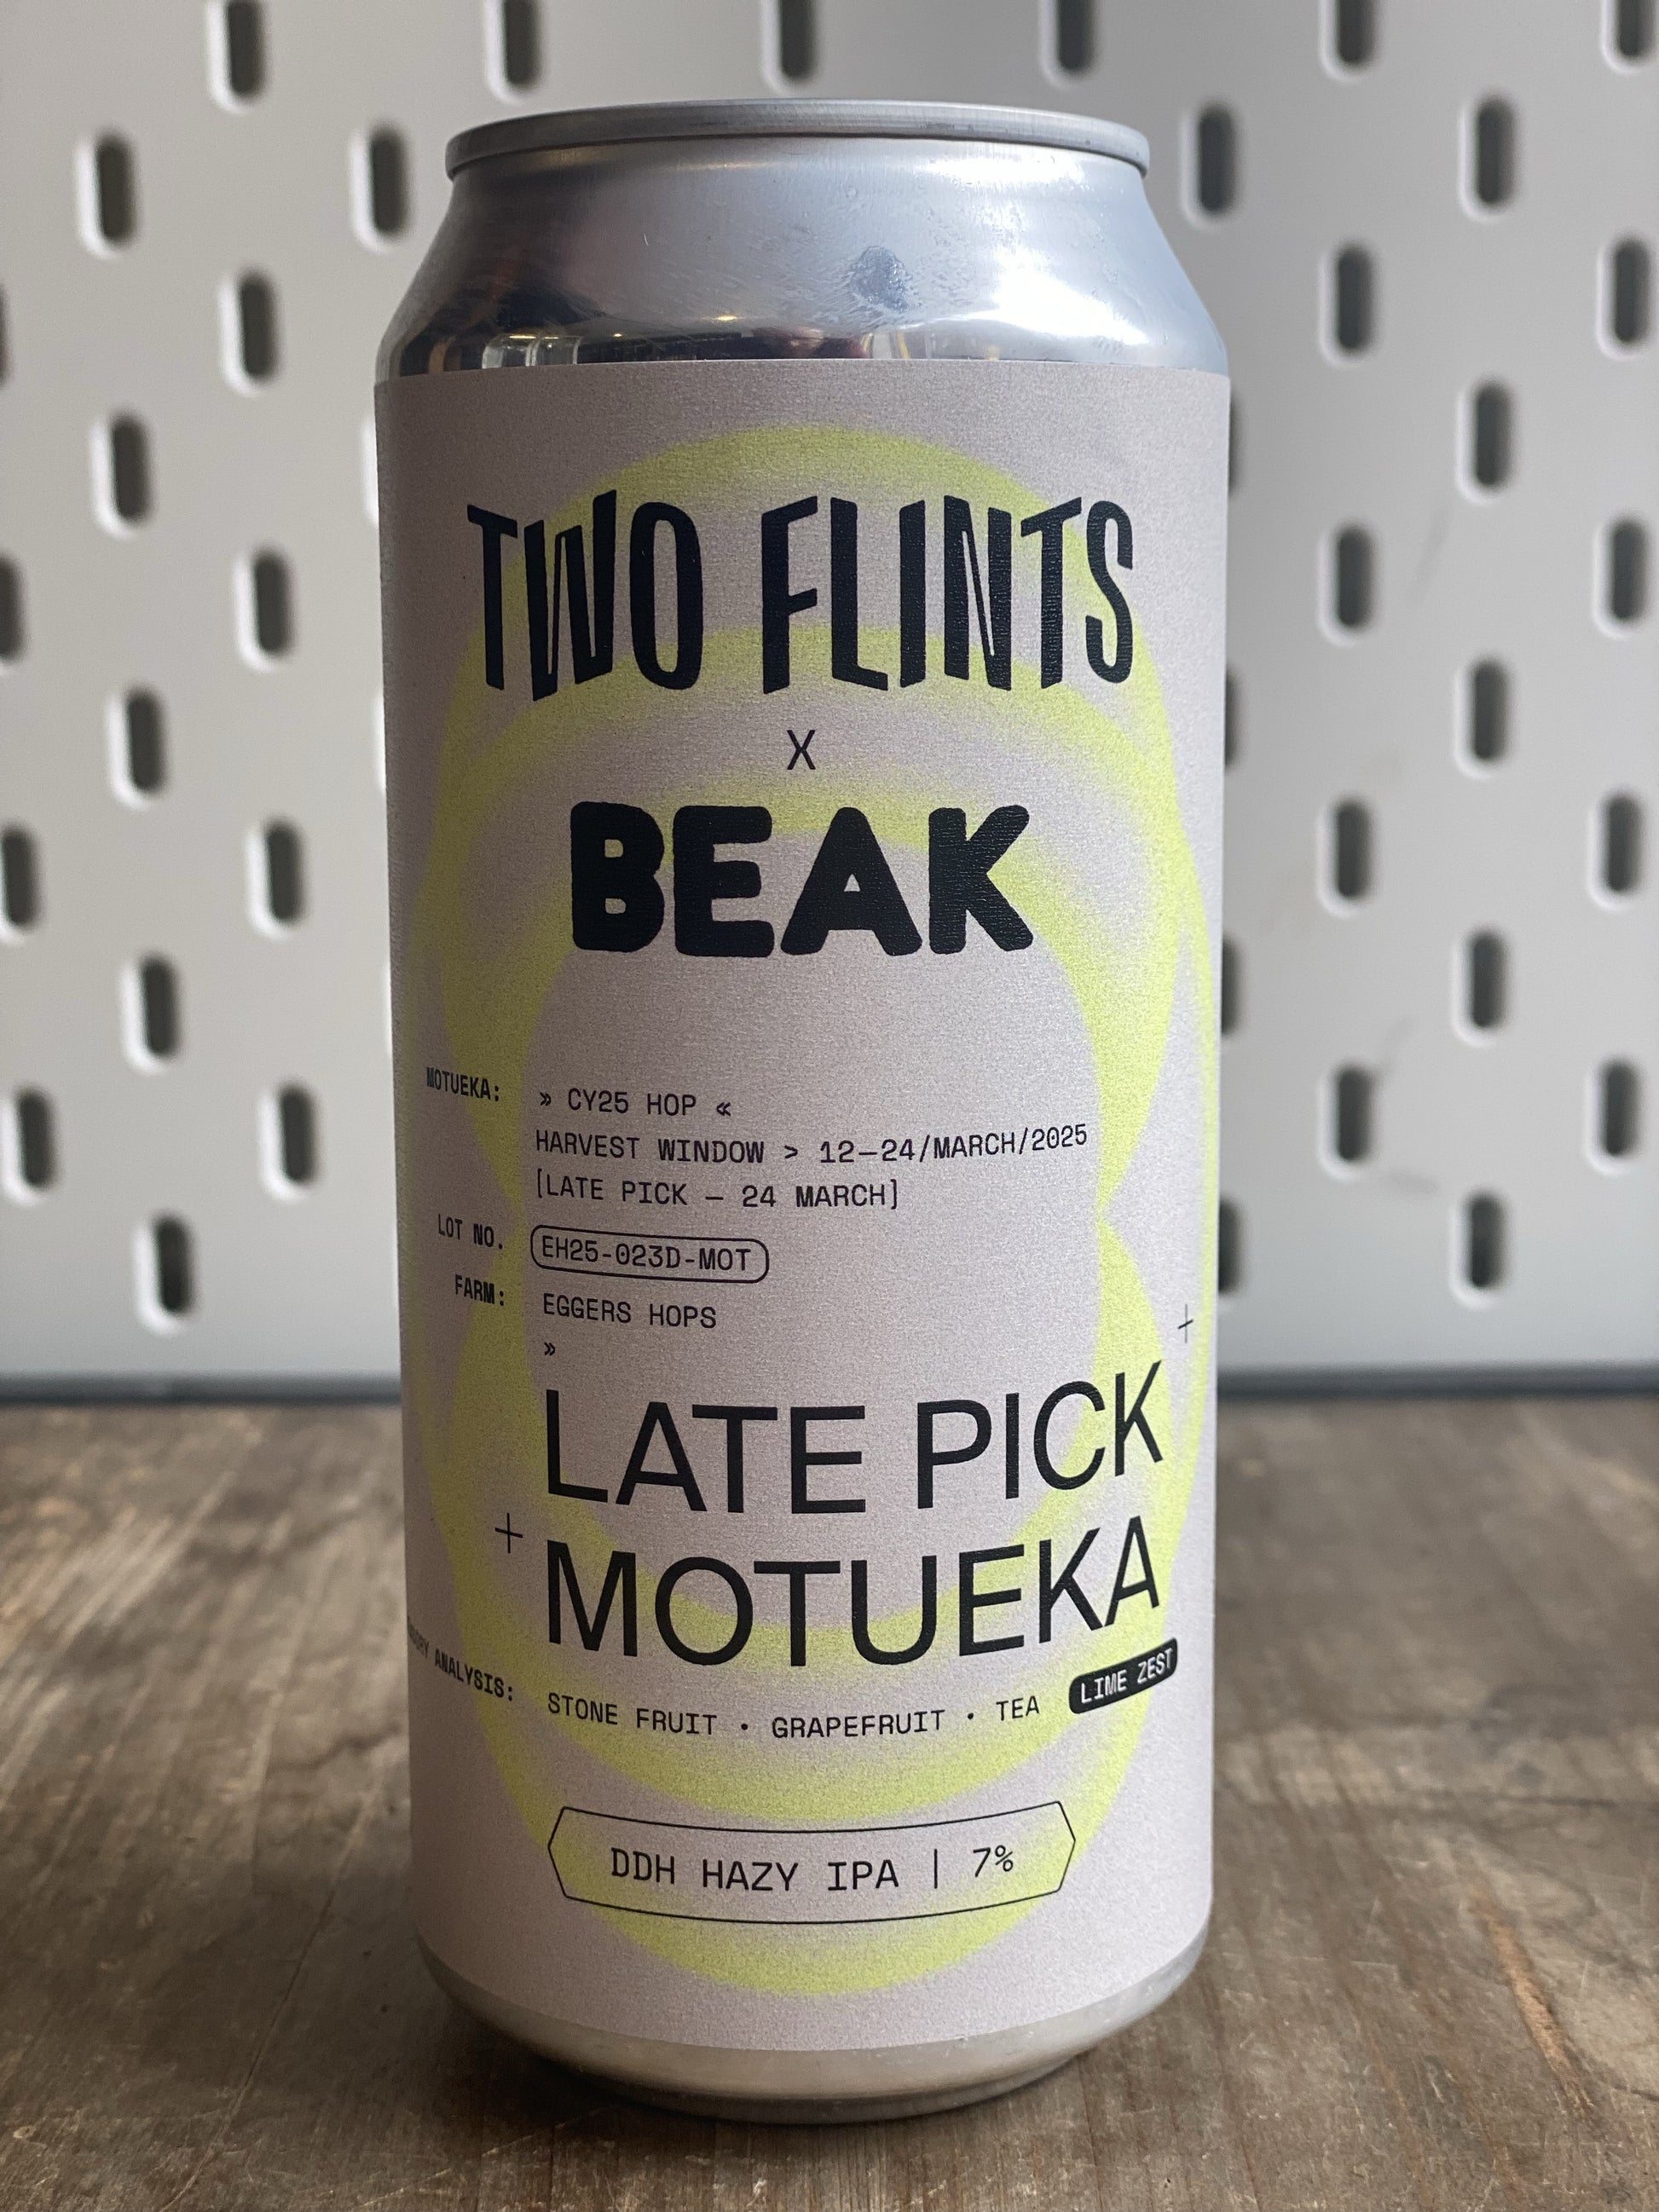 TWO FLINTS
X
BEAK
MOTUEKA: » CY25 HOP «
HARVEST WINDOW > 12–24/MARCH/2025
[LATE PICK – 24 MARCH]
LOT NO. EH25-023D-MOT
FARM: EGGERS HOPS
»
LATE PICK
+ MOTUEKA +
ANALYSIS: STONE FRUIT • GRAPEFRUIT • TEA LIME ZEST
DDH HAZY IPA | 7%